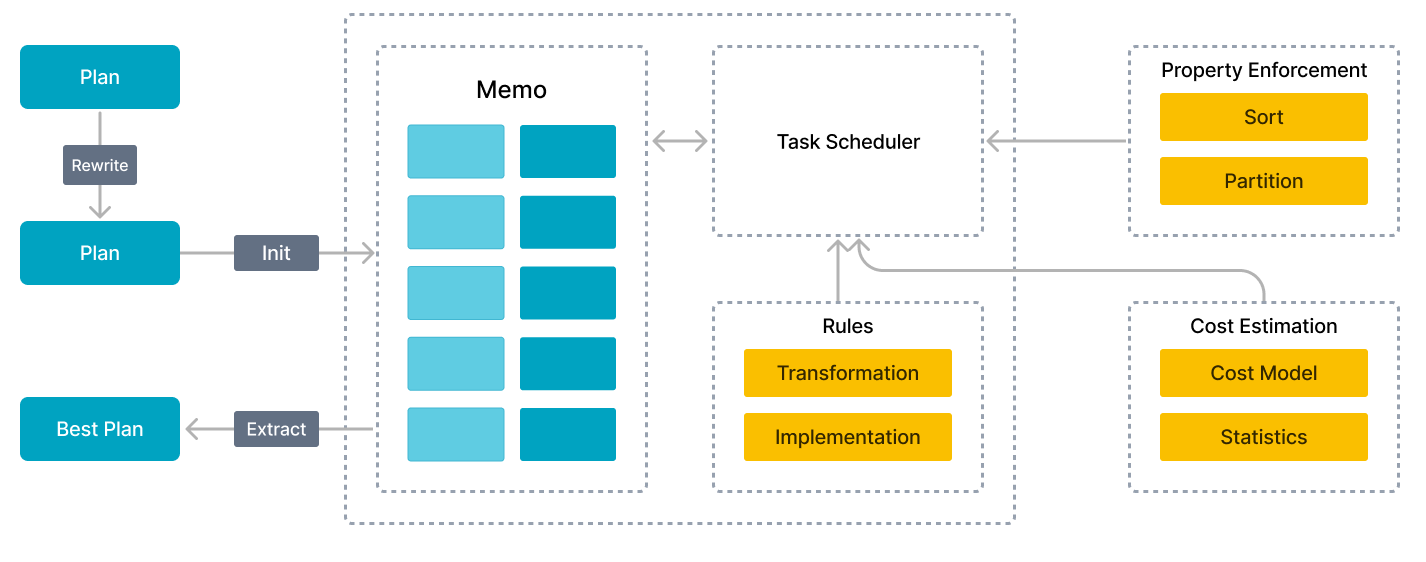 Plan
Rewrite
Plan
Init
Best Plan
Extract
Memo
Task Scheduler
Rules
Transformation
Implementation
Property Enforcement
Sort
Partition
Cost Estimation
Cost Model
Statistics